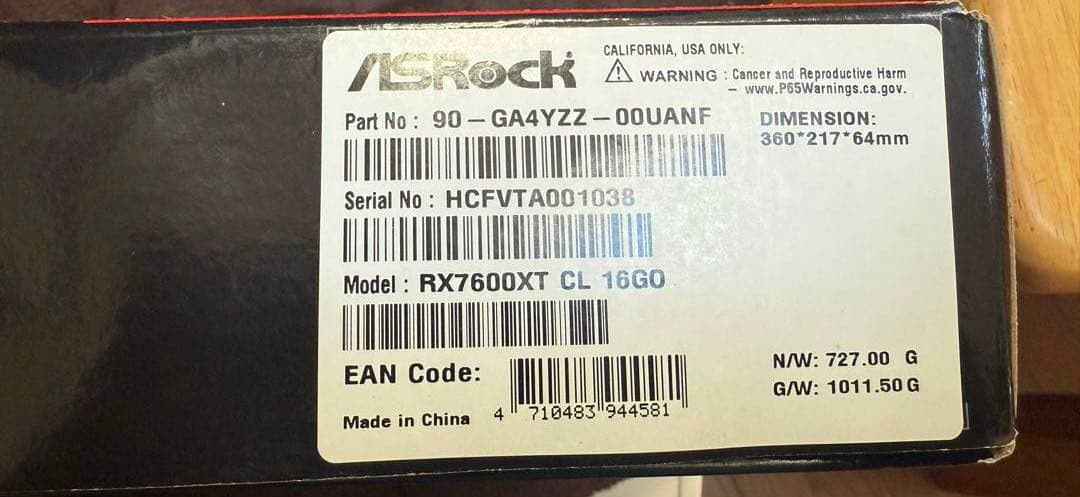 ASRock
CALIFORNIA, USA ONLY:
WARNING : Cancer and Reproductive Harm
– www.P65Warnings.ca.gov.
Part No : 90 – GA4YZZ – 00UANF
DIMENSION:
360*217*64mm
Serial No : HCFVTA001038
Model : RX7600XT CL 16GO
EAN Code:
4 710483 944581
N/W: 727.00 G
G/W: 1011.50 G
Made in China